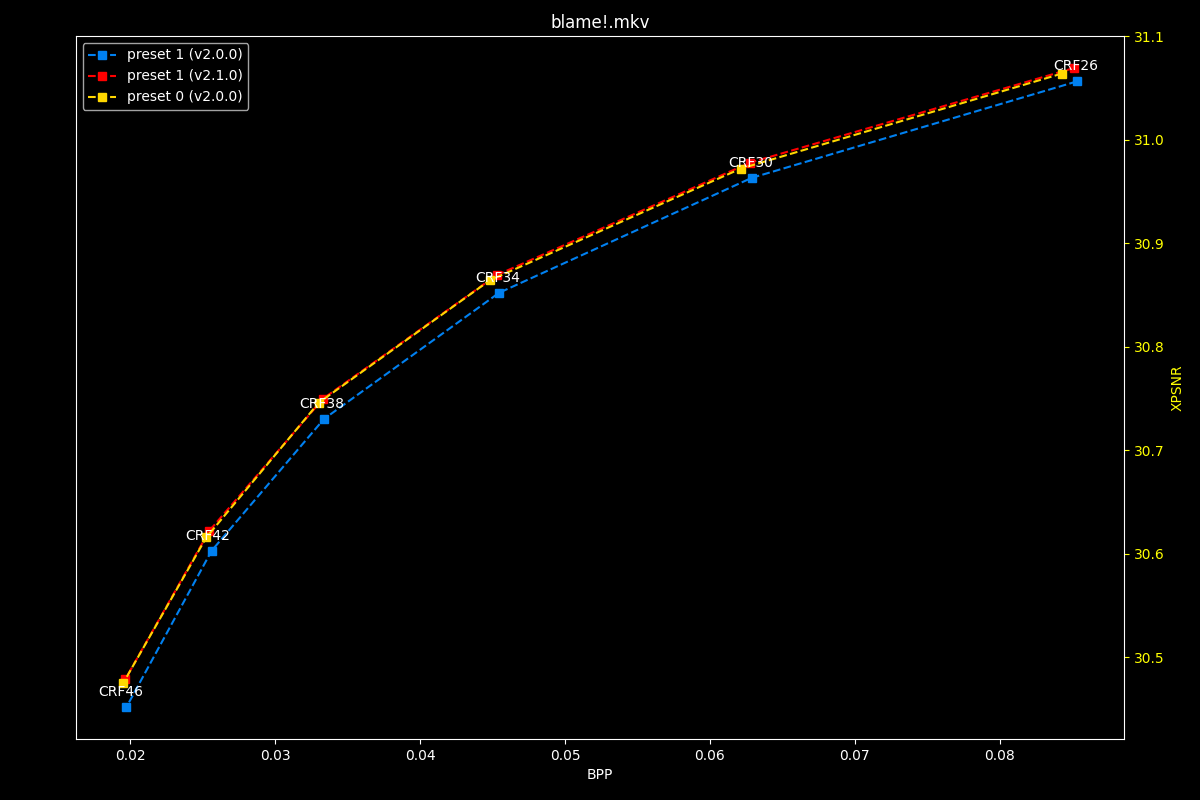 blame!.mkv
preset 1 (v2.0.0)
preset 1 (v2.1.0)
preset 0 (v2.0.0)
31.1
CRF26
31.0
CRF30
30.9
CRF34
30.8
XPSNR
CRF38
30.7
30.6
CRF42
30.5
CRF46
0.02 0.03 0.04 0.05 0.06 0.07 0.08
BPP